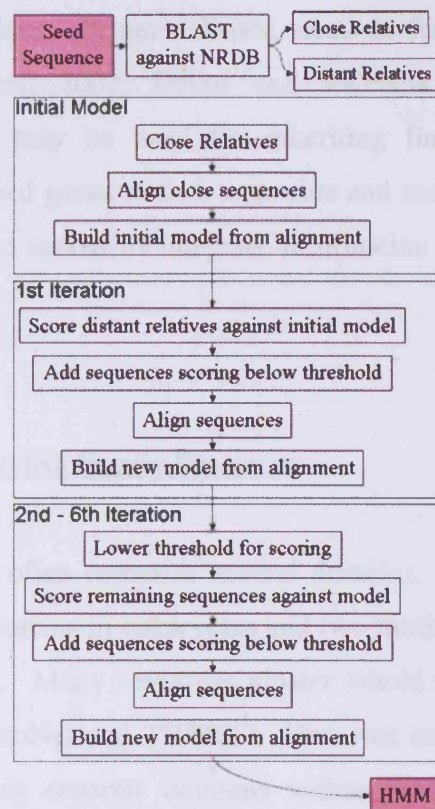 Seed
Sequence
BLAST
against NRDB
Close Relatives
Distant Relatives
Initial Model
Close Relatives
Align close sequences
Build initial model from alignment
1st Iteration
Score distant relatives against initial model
Add sequences scoring below threshold
Align sequences
Build new model from alignment
2nd - 6th Iteration
Lower threshold for scoring
Score remaining sequences against model
Add sequences scoring below threshold
Align sequences
Build new model from alignment
HMM